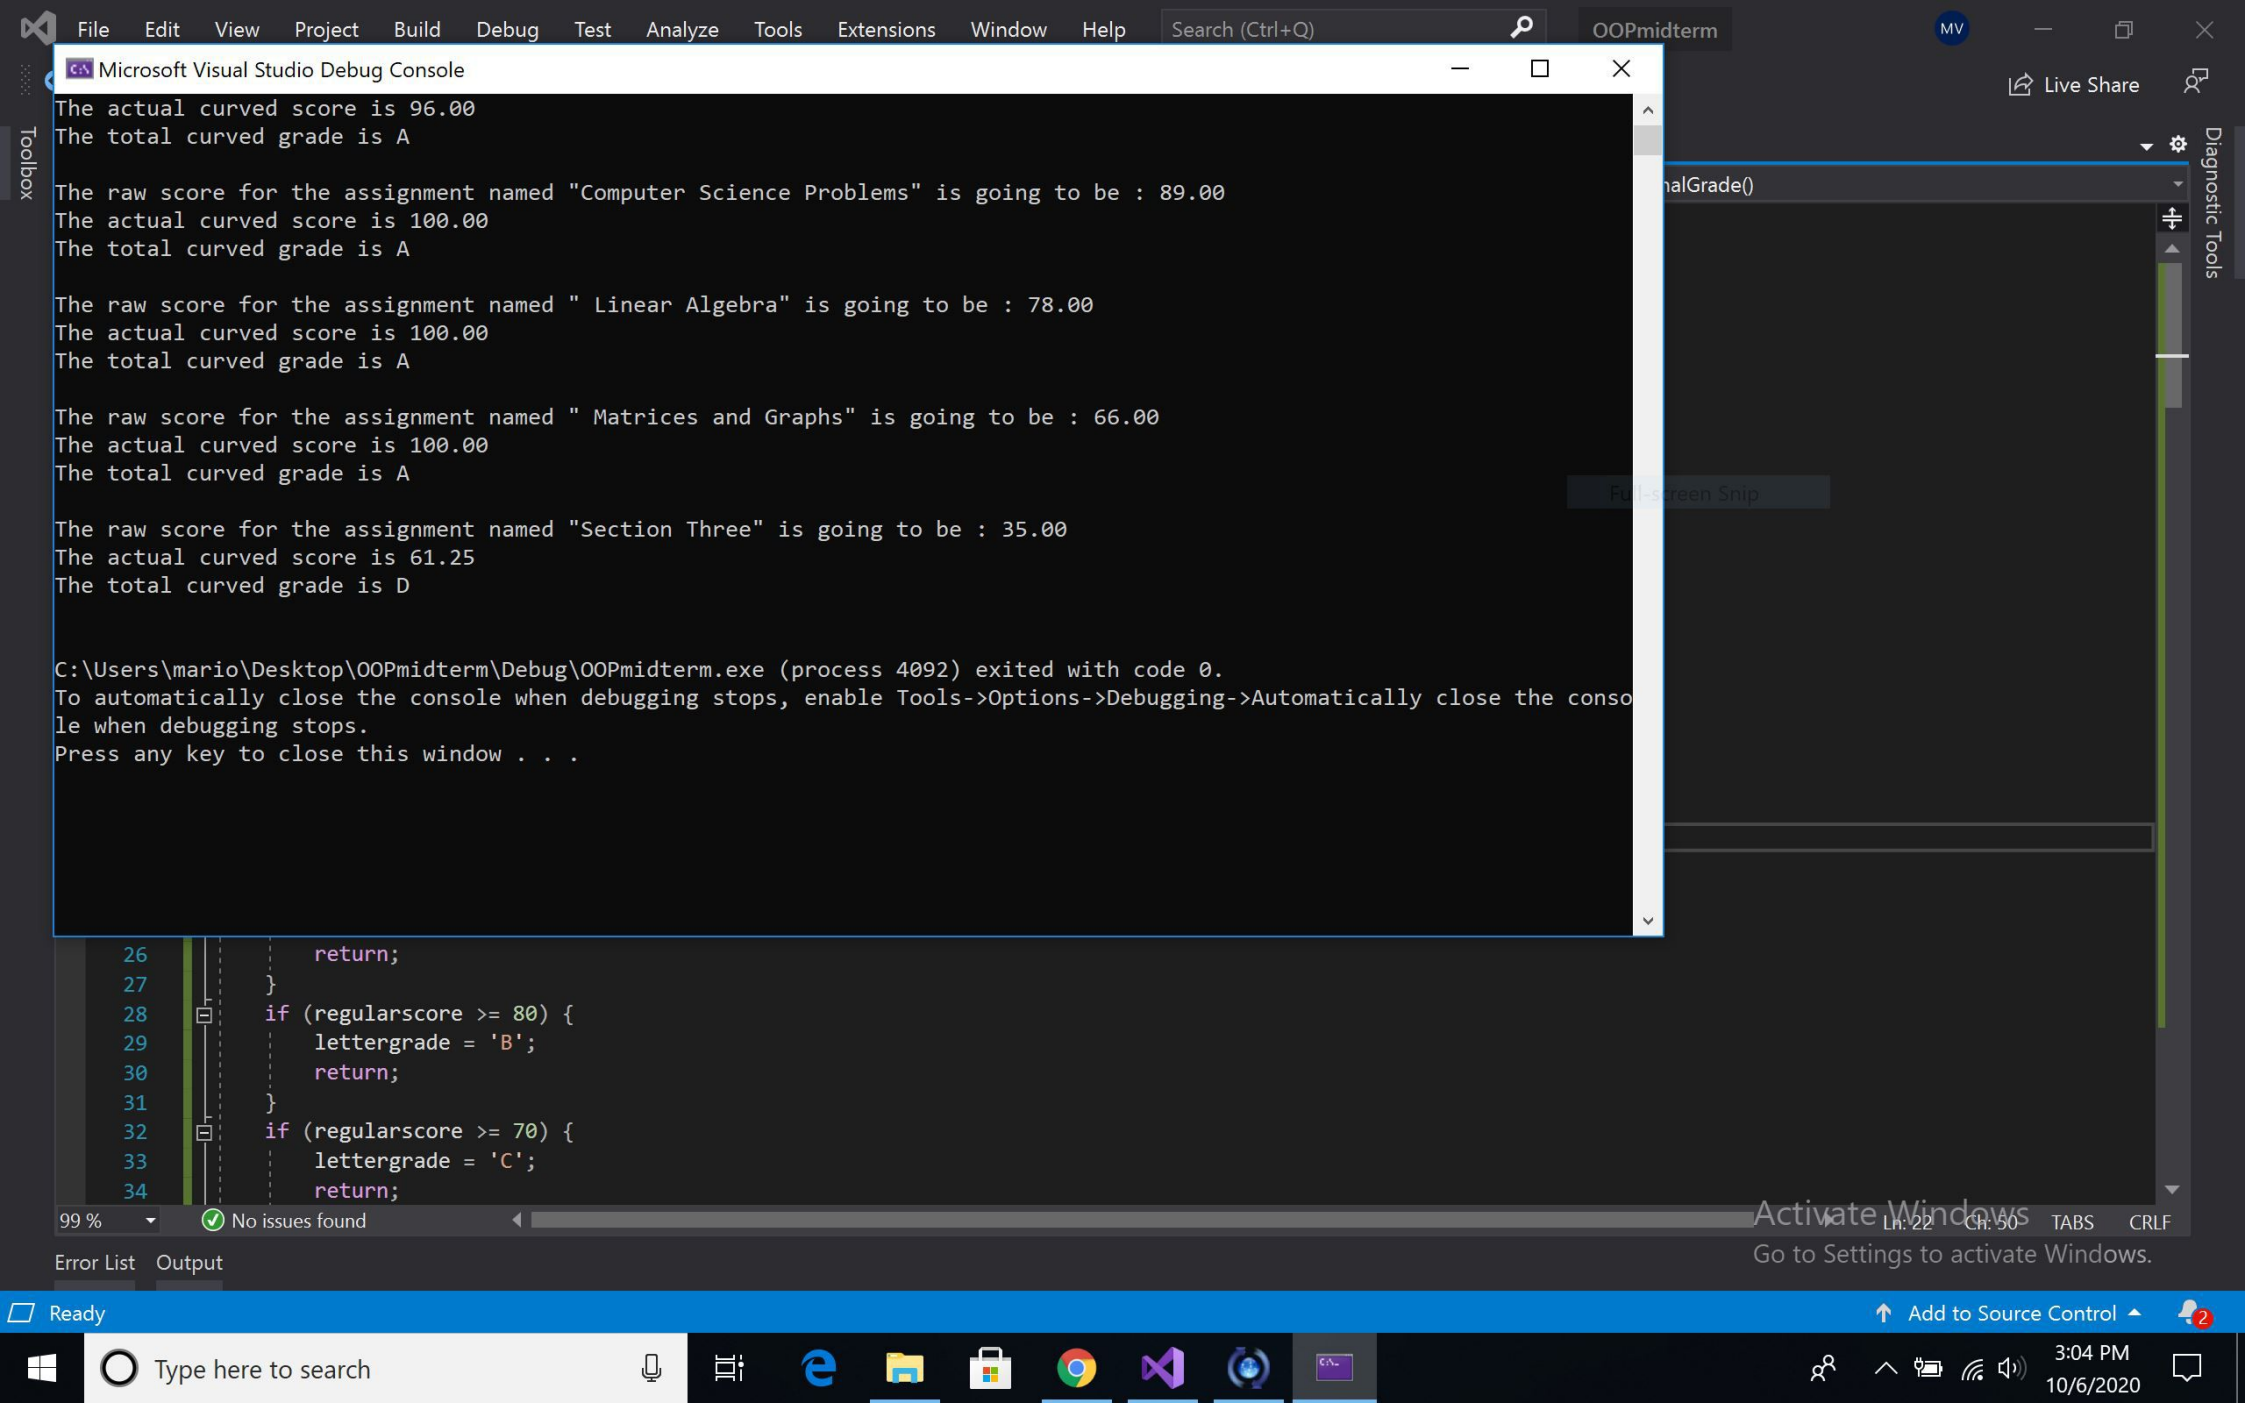 File Edit View Project Build Debug Test Analyze Tools Extensions Window Help Search (Ctrl+Q) OOPmidterm MV
Microsoft Visual Studio Debug Console
Live Share
Toolbox
Diagnostic Tools
The actual curved score is 96.00
The total curved grade is A
nalGrade()
The raw score for the assignment named "Computer Science Problems" is going to be : 89.00
The actual curved score is 100.00
The total curved grade is A
The raw score for the assignment named " Linear Algebra" is going to be : 78.00
The actual curved score is 100.00
The total curved grade is A
The raw score for the assignment named " Matrices and Graphs" is going to be : 66.00
The actual curved score is 100.00
The total curved grade is A
Full-screen Snip
The raw score for the assignment named "Section Three" is going to be : 35.00
The actual curved score is 61.25
The total curved grade is D
C:\Users\mario\Desktop\OOPmidterm\Debug\OOPmidterm.exe (process 4092) exited with code 0.
To automatically close the console when debugging stops, enable Tools->Options->Debugging->Automatically close the conso
le when debugging stops.
Press any key to close this window . . .
26 return;
27 }
28 if (regularscore >= 80) {
29 lettergrade = 'B';
30 return;
31 }
32 if (regularscore >= 70) {
33 lettergrade = 'C';
34 return;
99 % No issues found Ln: 22 Ch: 50 TABS CRLF
Activate Windows
Go to Settings to activate Windows.
Error List Output
Ready Add to Source Control 2
Type here to search
3:04 PM
10/6/2020